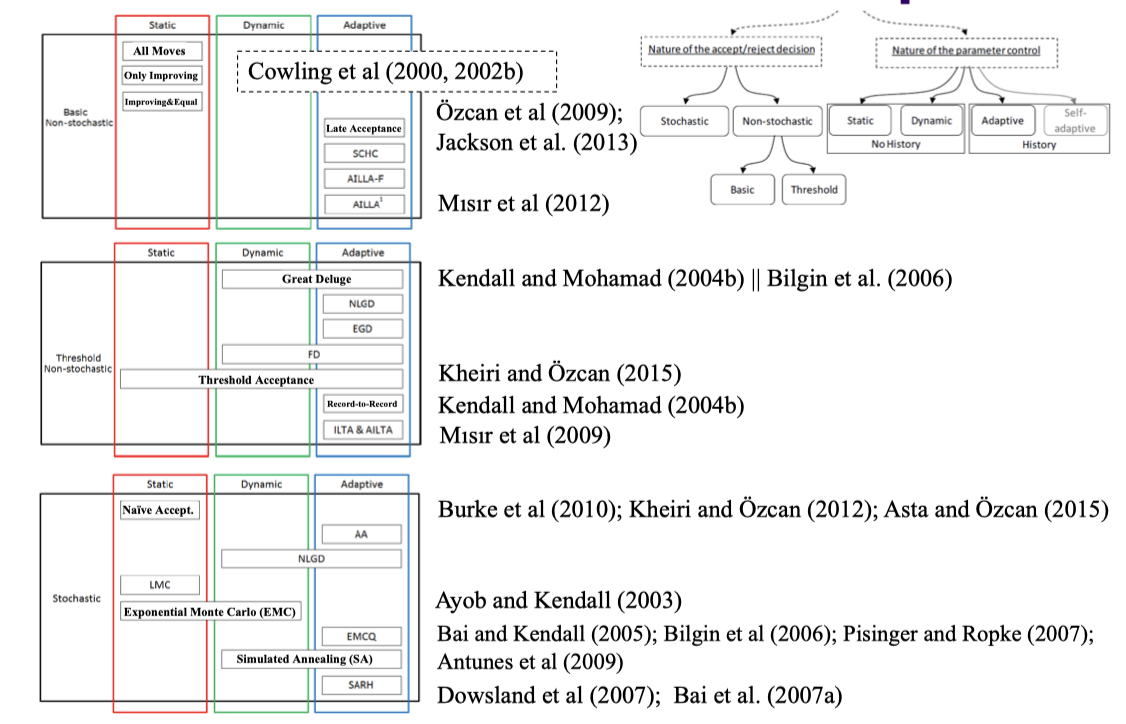 Static Dynamic Adaptive
Basic
Non-stochastic
All Moves
Only Improving
Improving&Equal
Cowling et al (2000, 2002b)
Late Acceptance
SCHC
AILLA-F
AILLA¹
Özcan et al (2009);
Jackson et al. (2013)
Mısır et al (2012)
Nature of the accept/reject decision
Nature of the parameter control
Stochastic
Non-stochastic
Static
Dynamic
Adaptive
Self-
adaptive
No History
History
Basic
Threshold
Static Dynamic Adaptive
Threshold
Non-stochastic
Great Deluge
NLGD
EGD
FD
Threshold Acceptance
Record-to-Record
ILTA & AILTA
Kendall and Mohamad (2004b) || Bilgin et al. (2006)
Kheiri and Özcan (2015)
Kendall and Mohamad (2004b)
Mısır et al (2009)
Static Dynamic Adaptive
Stochastic
Naïve Accept.
AA
NLGD
LMC
Exponential Monte Carlo (EMC)
EMCQ
Simulated Annealing (SA)
SARH
Burke et al (2010); Kheiri and Özcan (2012); Asta and Özcan (2015)
Ayob and Kendall (2003)
Bai and Kendall (2005); Bilgin et al (2006); Pisinger and Ropke (2007);
Antunes et al (2009)
Dowsland et al (2007); Bai et al. (2007a)